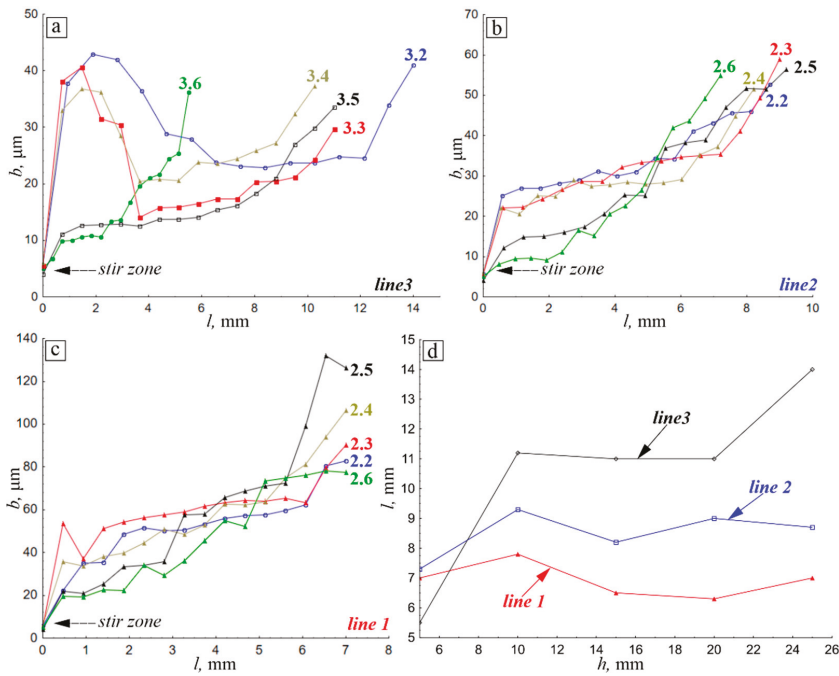 a
b, μm
50
40
30
20
10
0
3.6
3.4
3.2
3.5
3.3
stir zone
line3
0 2 4 6 8 10 12 14
l, mm
b
b, μm
70
60
50
40
30
20
10
0
2.6
2.3
2.5
2.4
2.2
stir zone
line2
0 2 4 6 8 10
l, mm
c
b, μm
140
120
100
80
60
40
20
0
2.5
2.4
2.3
2.2
2.6
stir zone
line 1
0 1 2 3 4 5 6 7 8
l, mm
d
l, mm
15
14
13
12
11
10
9
8
7
6
5
line3
line 2
line 1
6 8 10 12 14 16 18 20 22 24 26
h, mm